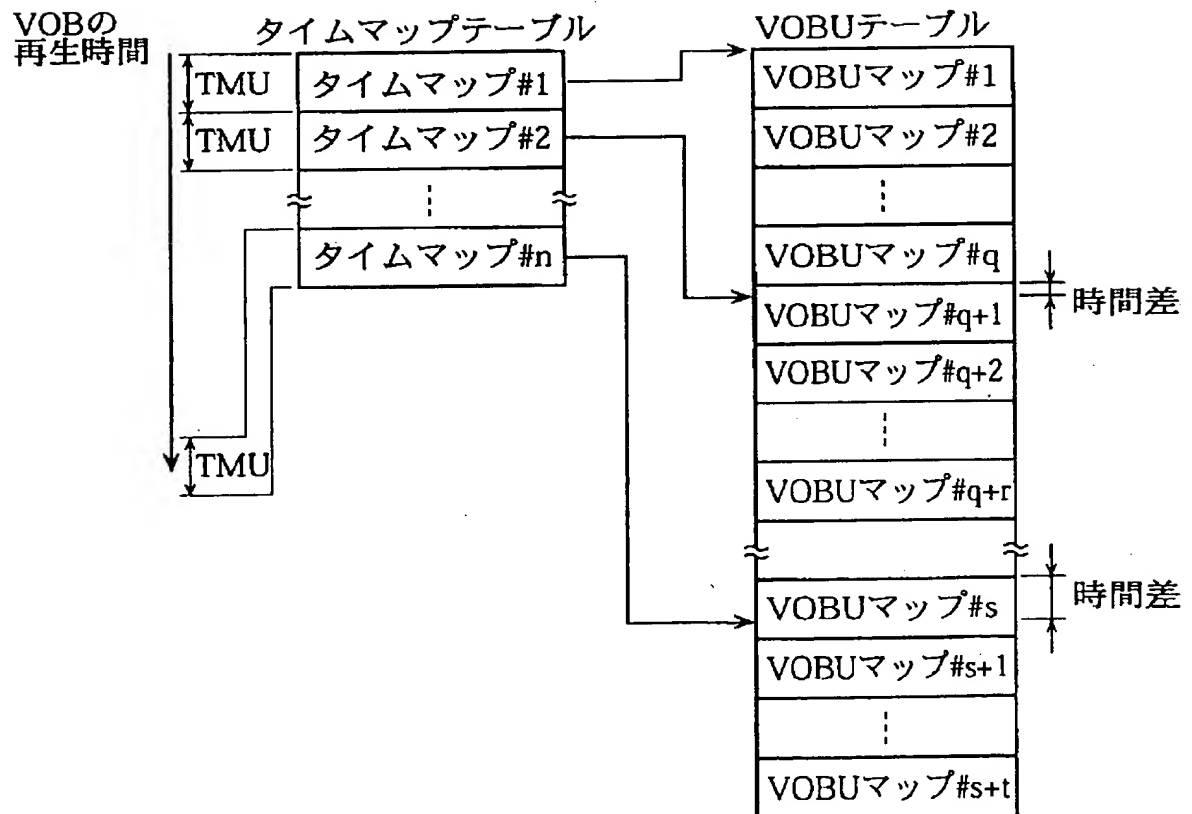 VOBの
再生時間
タイムマップテーブル
TMU
タイムマップ#1
TMU
タイムマップ#2
タイムマップ#n
TMU
VOBUテーブル
VOBUマップ#1
VOBUマップ#2
VOBUマップ#q
時間差
VOBUマップ#q+1
VOBUマップ#q+2
VOBUマップ#q+r
時間差
VOBUマップ#s
VOBUマップ#s+1
VOBUマップ#s+t